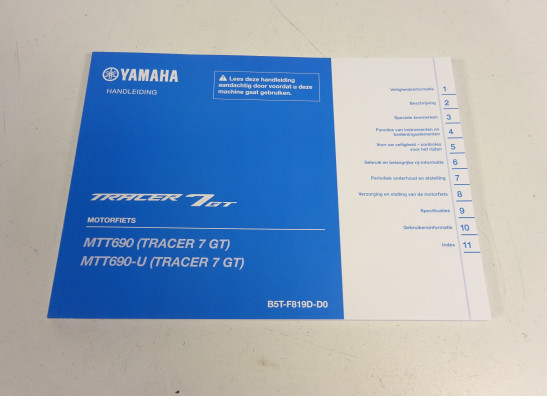 YAMAHA
HANDLEIDING
Lees deze handleiding
aandachtig door voordat u deze
machine gaat gebruiken.
TRACER 7 GT
MOTORFIETS
MTT690 (TRACER 7 GT)
MTT690-U (TRACER 7 GT)
B5T-F819D-D0
Veiligheidsinformatie 1
Beschrijving 2
Speciale kenmerken 3
Functies van instrumenten en
bedieningselementen 4
Voor uw veiligheid – controles
voor het rijden 5
Gebruik en belangrijke rij-informatie 6
Periodiek onderhoud en afstelling 7
Verzorging en stalling van de motorfiets 8
Specificaties 9
Gebruikersinformatie 10
Index 11